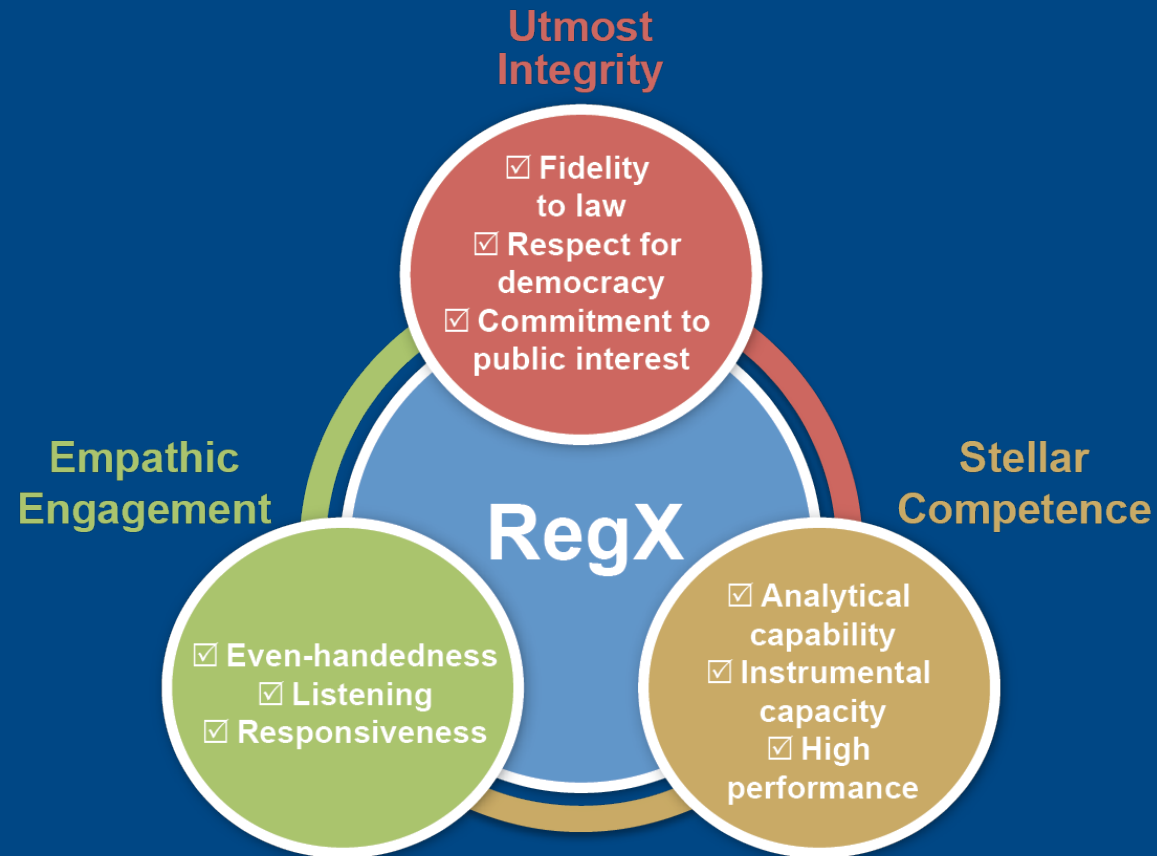 Utmost
Integrity
☑ Fidelity
to law
☑ Respect for
democracy
☑ Commitment to
public interest
Empathic
Engagement
Stellar
Competence
RegX
☑ Even-handedness
☑ Listening
☑ Responsiveness
☑ Analytical
capability
☑ Instrumental
capacity
☑ High
performance